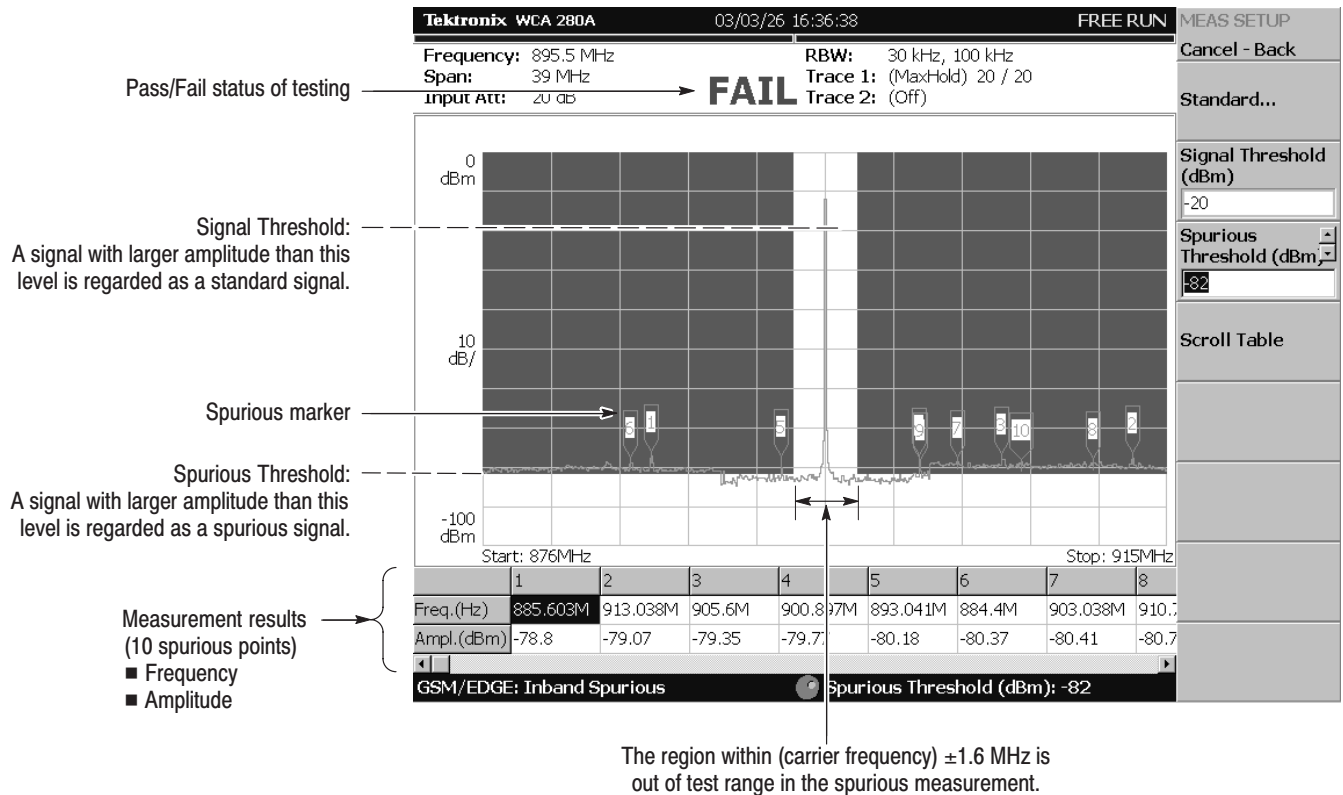 Tektronix WCA 280A 03/03/26 16:36:38 FREE RUN
Frequency: 895.5 MHz
Span: 39 MHz
Input Att: 20 dB
FAIL
RBW: 30 kHz, 100 kHz
Trace 1: (MaxHold) 20 / 20
Trace 2: (Off)
MEAS SETUP
Cancel - Back
Standard...
Signal Threshold
(dBm)
-20
Spurious
Threshold (dBm)
-82
Scroll Table
Pass/Fail status of testing
Signal Threshold:
A signal with larger amplitude than this
level is regarded as a standard signal.
Spurious marker
Spurious Threshold:
A signal with larger amplitude than this
level is regarded as a spurious signal.
0
dBm
10
dB/
-100
dBm
6 1 5 9 7 3 10 8 2
Start: 876MHz Stop: 915MHz
Measurement results
(10 spurious points)
■ Frequency
■ Amplitude
1 2 3 4 5 6 7 8
Freq.(Hz) 885.603M 913.038M 905.6M 900.897M 893.041M 884.4M 903.038M 910.7
Ampl.(dBm) -78.8 -79.07 -79.35 -79.77 -80.18 -80.37 -80.41 -80.7
GSM/EDGE: Inband Spurious Spurious Threshold (dBm): -82
The region within (carrier frequency) ±1.6 MHz is
out of test range in the spurious measurement.